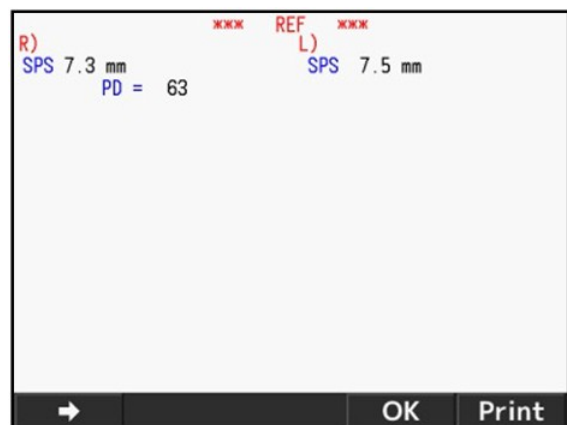 *** REF ***
R) L)
SPS 7.3 mm SPS 7.5 mm
PD = 63
OK Print